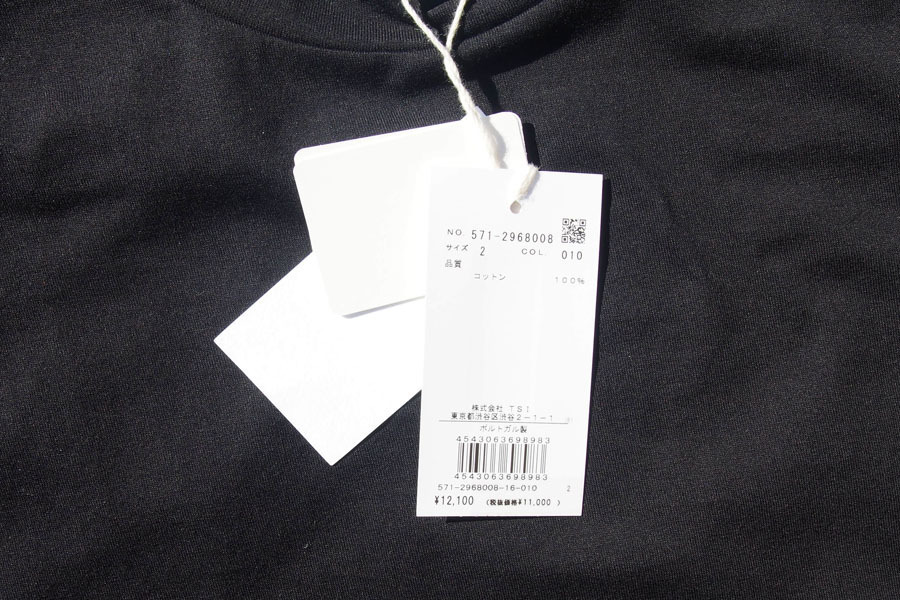 NO. 571-2968008
サイズ 2 COL. 010
品質
コットン 100%
株式会社 TSI
東京都渋谷区渋谷2-1-1
ポルトガル製
4543063698983
4543063698983
571-2968008-16-010 2
¥12,100 (税抜価格¥11,000 )